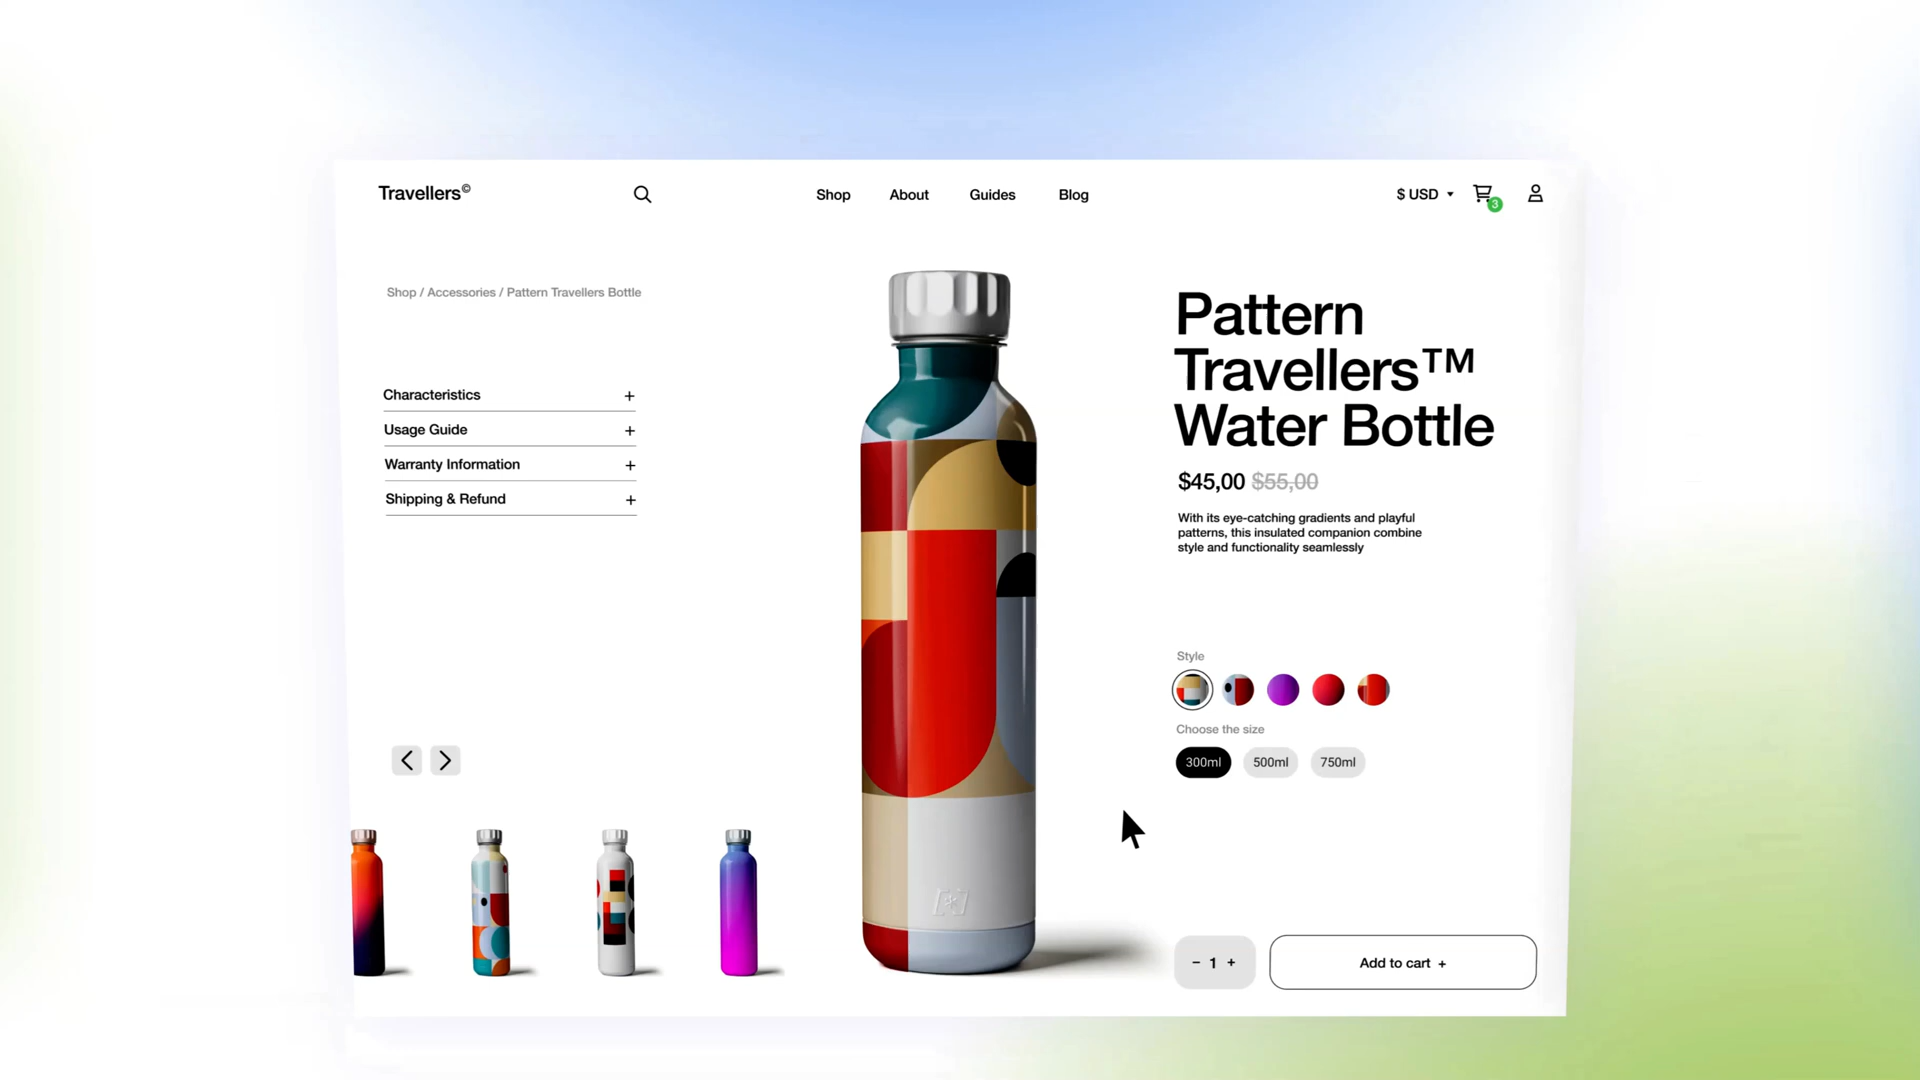 Travellers©
Shop About Guides Blog
$ USD
3
Shop / Accessories / Pattern Travellers Bottle
Characteristics +
Usage Guide +
Warranty Information +
Shipping & Refund +
Pattern
Travellers™
Water Bottle
$45,00 $55,00
With its eye-catching gradients and playful
patterns, this insulated companion combine
style and functionality seamlessly
Style
Choose the size
300ml 500ml 750ml
− 1 +
Add to cart +